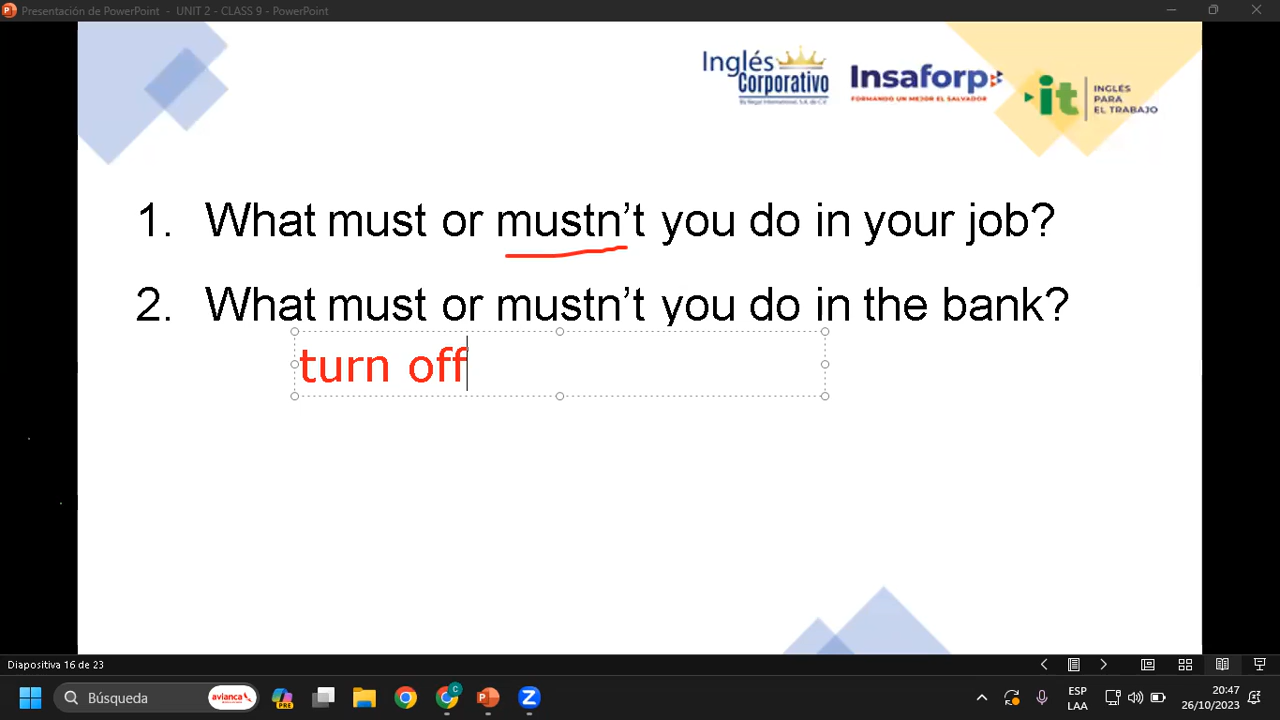 Presentación de PowerPoint - UNIT 2 - CLASS 9 - PowerPoint
Inglés
Corporativo
Insaforp
FORMANDO UN MEJOR EL SALVADOR
it
INGLÉS
PARA
EL TRABAJO
1. What must or mustn’t you do in your job?
2. What must or mustn’t you do in the bank?
turn off
Diapositiva 16 de 23
Búsqueda
avianca
PRE
C
ESP
LAA
20:47
26/10/2023